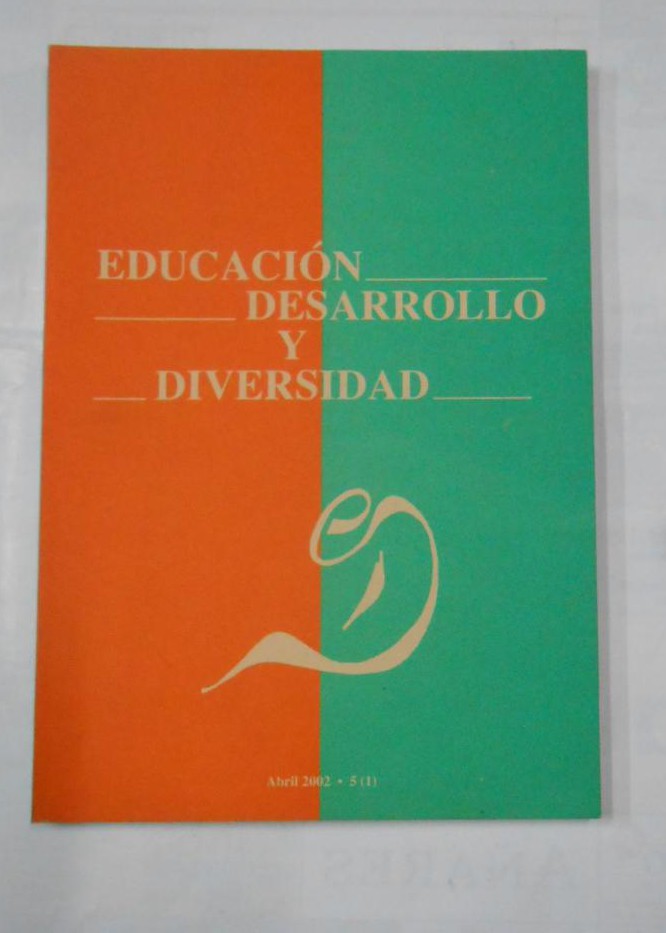 EDUCACIÓN
DESARROLLO
Y
DIVERSIDAD
Abril 2002 • 5 (1)